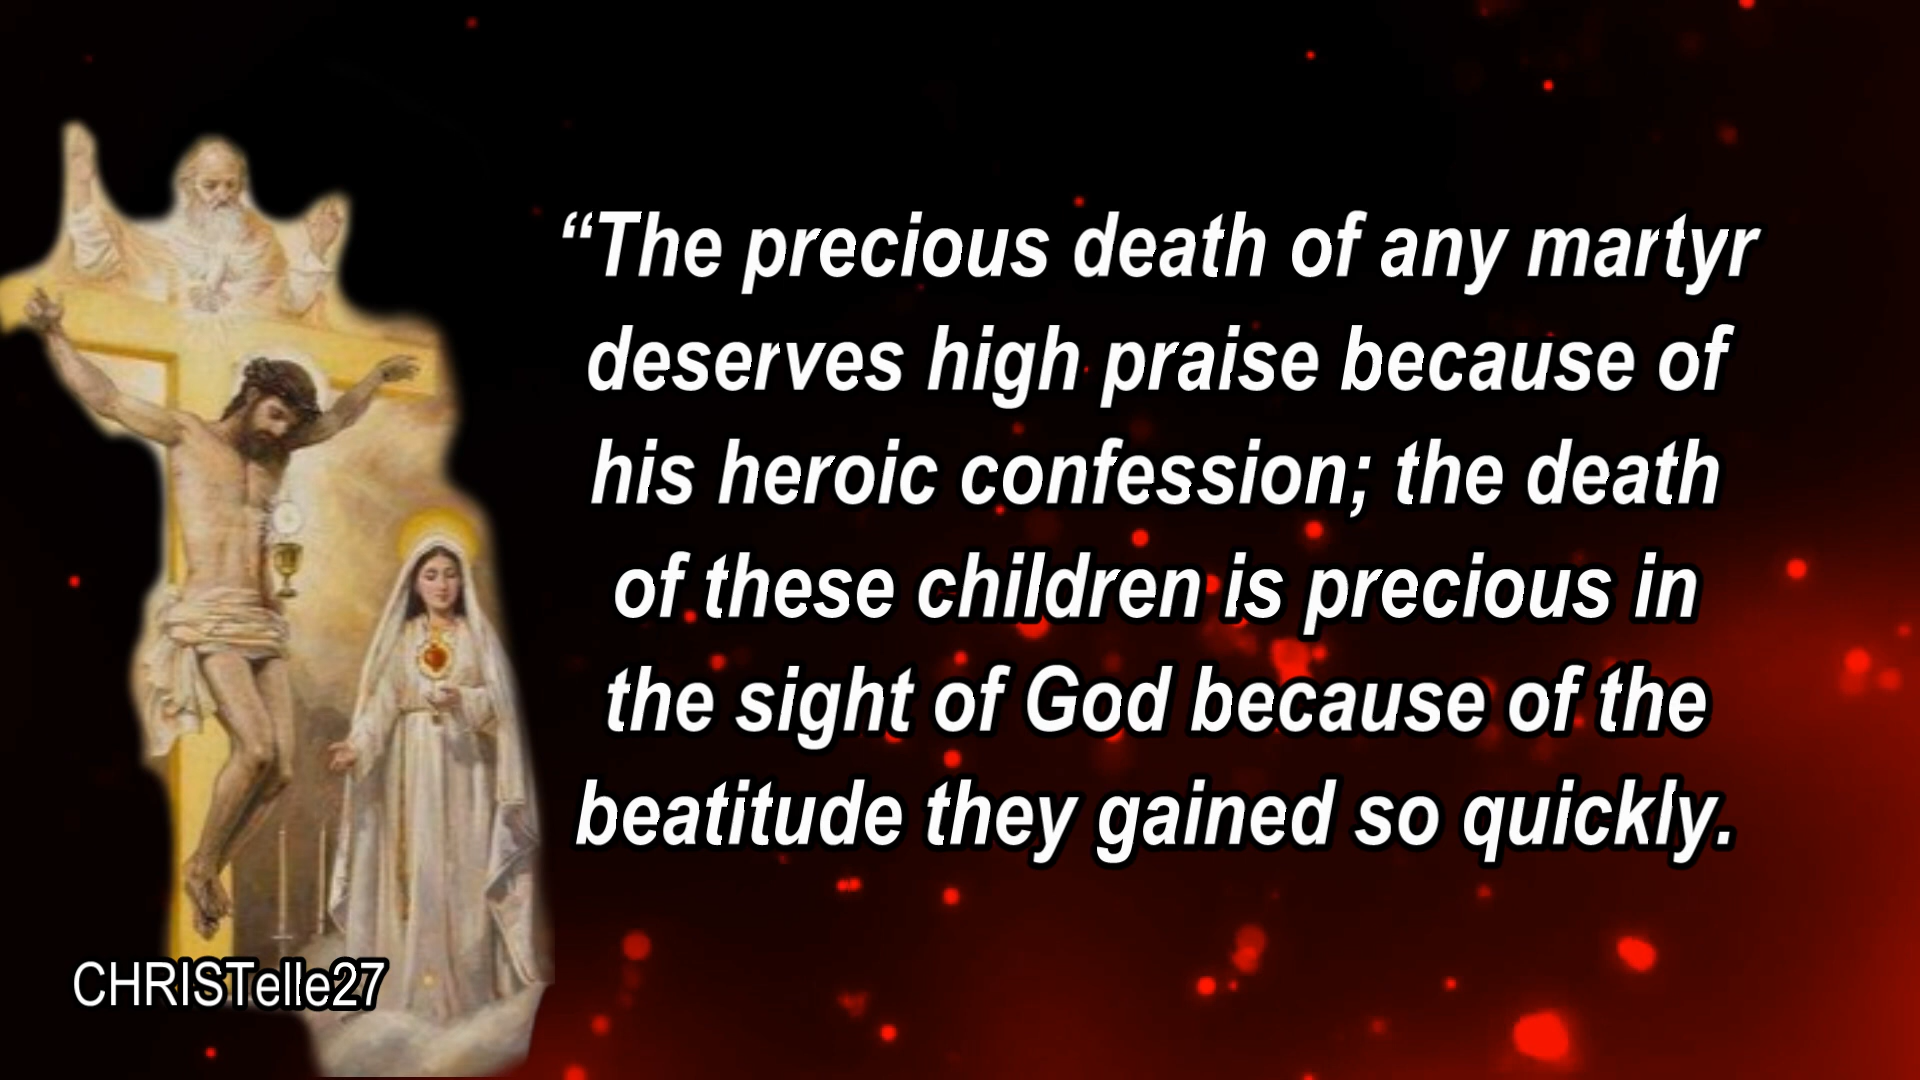 “The precious death of any martyr
deserves high praise because of
his heroic confession; the death
of these children is precious in
the sight of God because of the
beatitude they gained so quickly.
CHRISTelle27